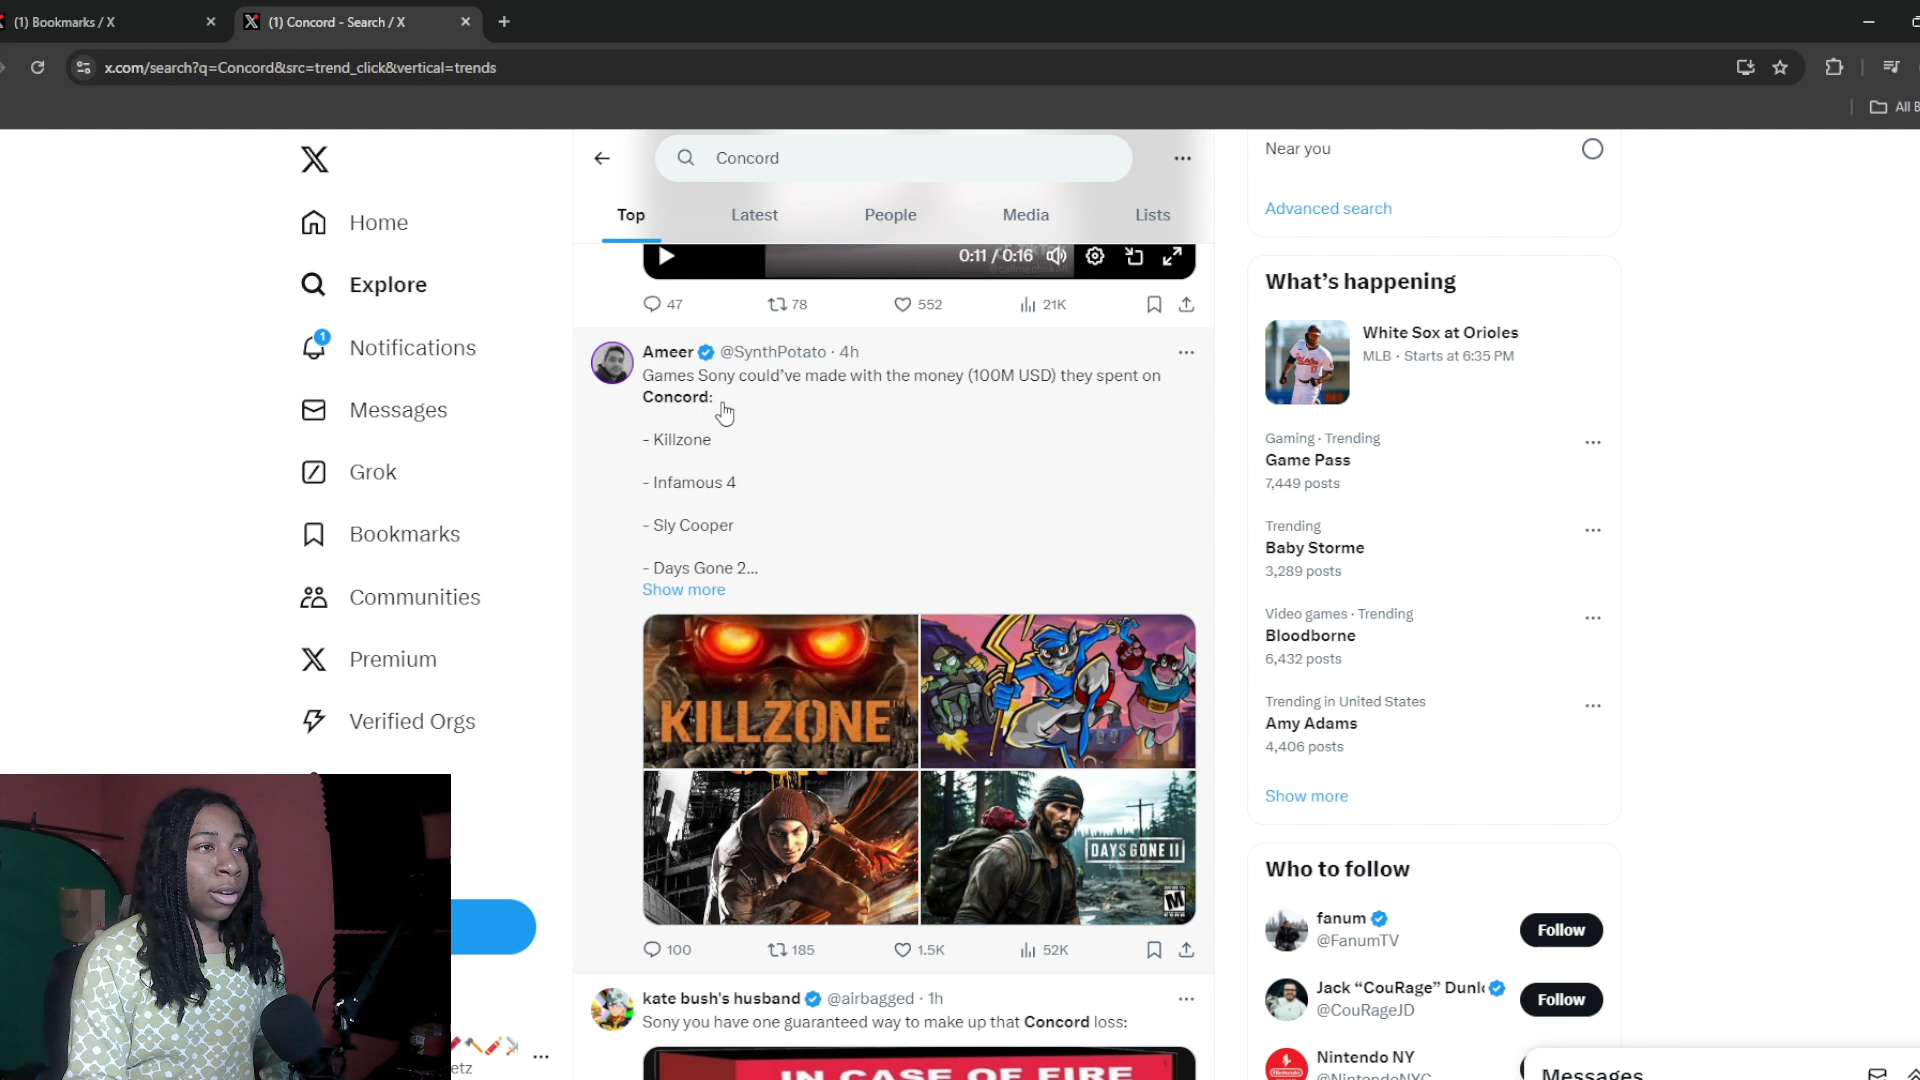 (1) Bookmarks / X
(1) Concord - Search / X
x.com/search?q=Concord&src=trend_click&vertical=trends
All B
Home
Explore
1
Notifications
Messages
Grok
Bookmarks
Communities
Premium
Verified Orgs
etz
Concord
Top
Latest
People
Media
Lists
0:11 / 0:16
47
78
552
21K
Ameer @SynthPotato · 4h
Games Sony could've made with the money (100M USD) they spent on
Concord:
- Killzone
- Infamous 4
- Sly Cooper
- Days Gone 2...
Show more
KILLZONE
DAYS GONE II
M
100
185
1.5K
52K
kate bush's husband @airbagged · 1h
Sony you have one guaranteed way to make up that Concord loss:
IN CASE OF FIRE
Near you
Advanced search
What's happening
White Sox at Orioles
MLB · Starts at 6:35 PM
Gaming · Trending
Game Pass
7,449 posts
Trending
Baby Storme
3,289 posts
Video games · Trending
Bloodborne
6,432 posts
Trending in United States
Amy Adams
4,406 posts
Show more
Who to follow
fanum
@FanumTV
Follow
Jack “CouRage” Dunl
@CouRageJD
Follow
Nintendo NY
@NintendoNYC
Messages